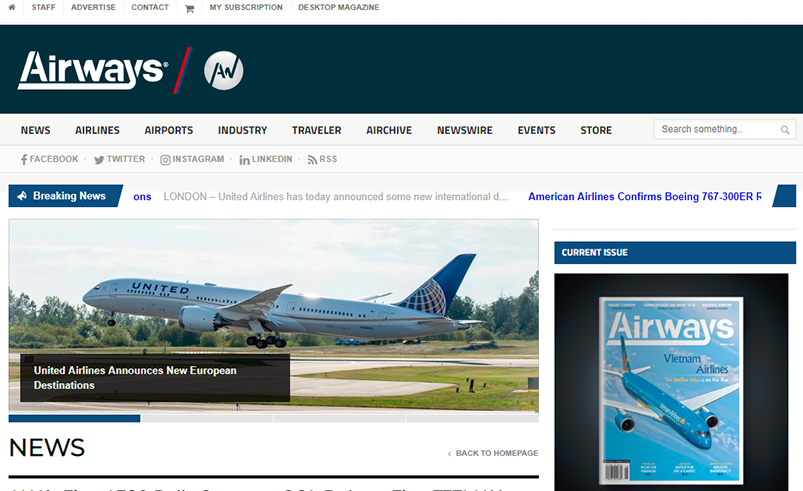 STAFF ADVERTISE CONTACT MY SUBSCRIPTION DESKTOP MAGAZINE
Airways® / AW
NEWS AIRLINES AIRPORTS INDUSTRY TRAVELER AIRCHIVE NEWSWIRE EVENTS STORE Search something..
FACEBOOK · TWITTER · INSTAGRAM · LINKEDIN · RSS
Breaking News ons LONDON – United Airlines has today announced some new international d... American Airlines Confirms Boeing 767-300ER R
UNITED
United Airlines Announces New European
Destinations
CURRENT ISSUE
Airways
Vietnam
Airlines
NEWS
‹ BACK TO HOMEPAGE